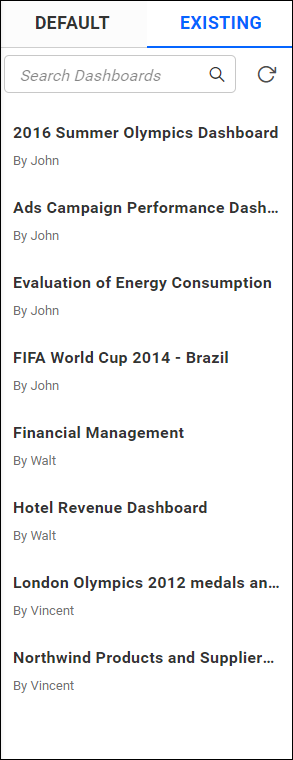 DEFAULT EXISTING
Search Dashboards
2016 Summer Olympics Dashboard
By John
Ads Campaign Performance Dash...
By John
Evaluation of Energy Consumption
By John
FIFA World Cup 2014 - Brazil
By John
Financial Management
By Walt
Hotel Revenue Dashboard
By Walt
London Olympics 2012 medals an...
By Vincent
Northwind Products and Supplier...
By Vincent